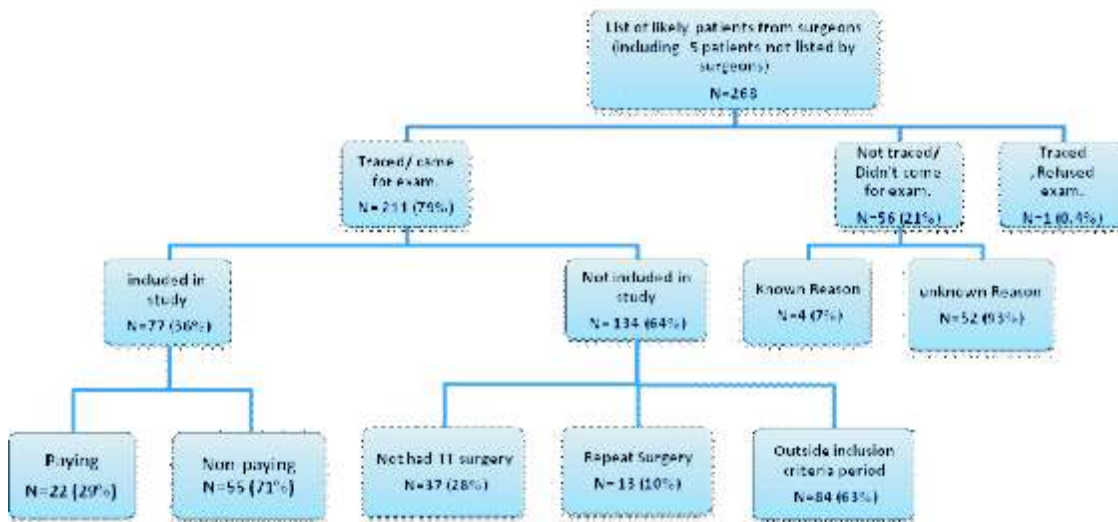 List of likely patients from surgeons
(including 5 patients not listed by
surgeons)
N=268
Traced/ came
for exam.
N=211 (79%)
Not traced/
Didn't come
for exam.
N=56 (21%)
Traced
,Refused
exam.
N=1 (0.4%)
included in
study
N=77 (36%)
Not included in
study
N=134 (64%)
Known Reason
N=4 (7%)
unknown Reason
N=52 (93%)
Paying
N=22 (29%)
Non-paying
N=55 (71%)
Not had TT surgery
N=37 (28%)
Repeat Surgery
N=13 (10%)
Outside inclusion
criteria period
N=84 (63%)